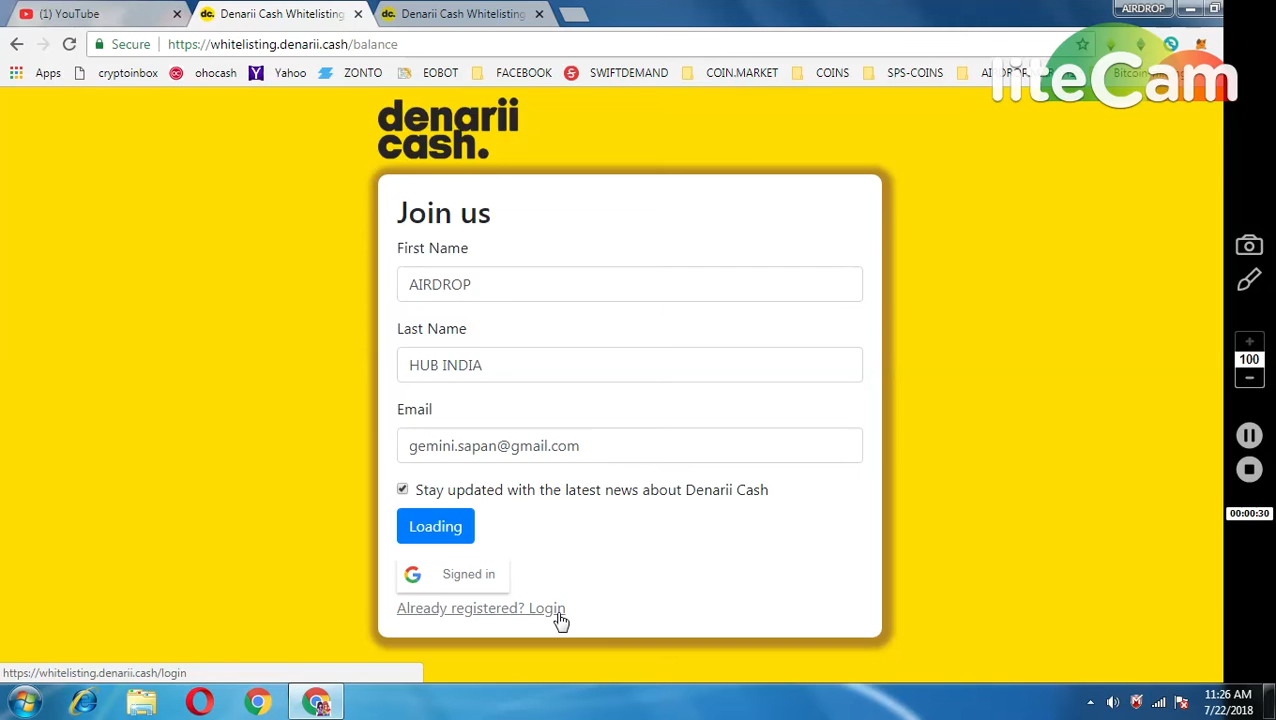 (1) YouTube
Denarii Cash Whitelisting
Denarii Cash Whitelisting
AIRDROP
Secure
https://whitelisting.denarii.cash/balance
Apps
cryptoinbox
ohocash
Yahoo
ZONTO
EOBOT
FACEBOOK
SWIFTDEMAND
COIN.MARKET
COINS
SPS-COINS
liteCam
denarii
cash.
Join us
First Name
AIRDROP
Last Name
HUB INDIA
Email
gemini.sapan@gmail.com
Stay updated with the latest news about Denarii Cash
Loading
Signed in
Already registered? Login
100
00:00:30
https://whitelisting.denarii.cash/login
11:26 AM
7/22/2018